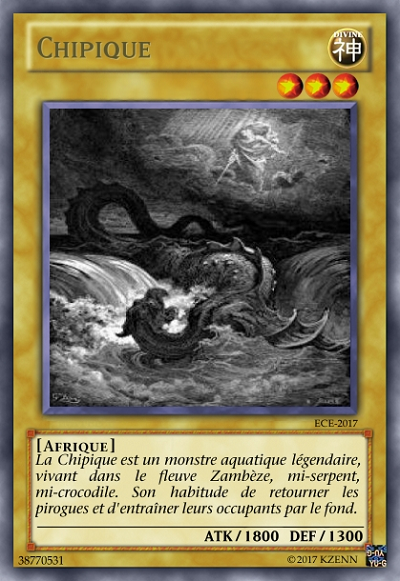 CHIPIQUE
DIVINE
神
ECE-2017
[AFRIQUE]
La Chipique est un monstre aquatique légendaire,
vivant dans le fleuve Zambèze, mi-serpent,
mi-crocodile. Son habitude de retourner les
pirogues et d'entraîner leurs occupants par le fond.
ATK / 1800 DEF / 1300
38770531
©2017 KZENN
YU-G